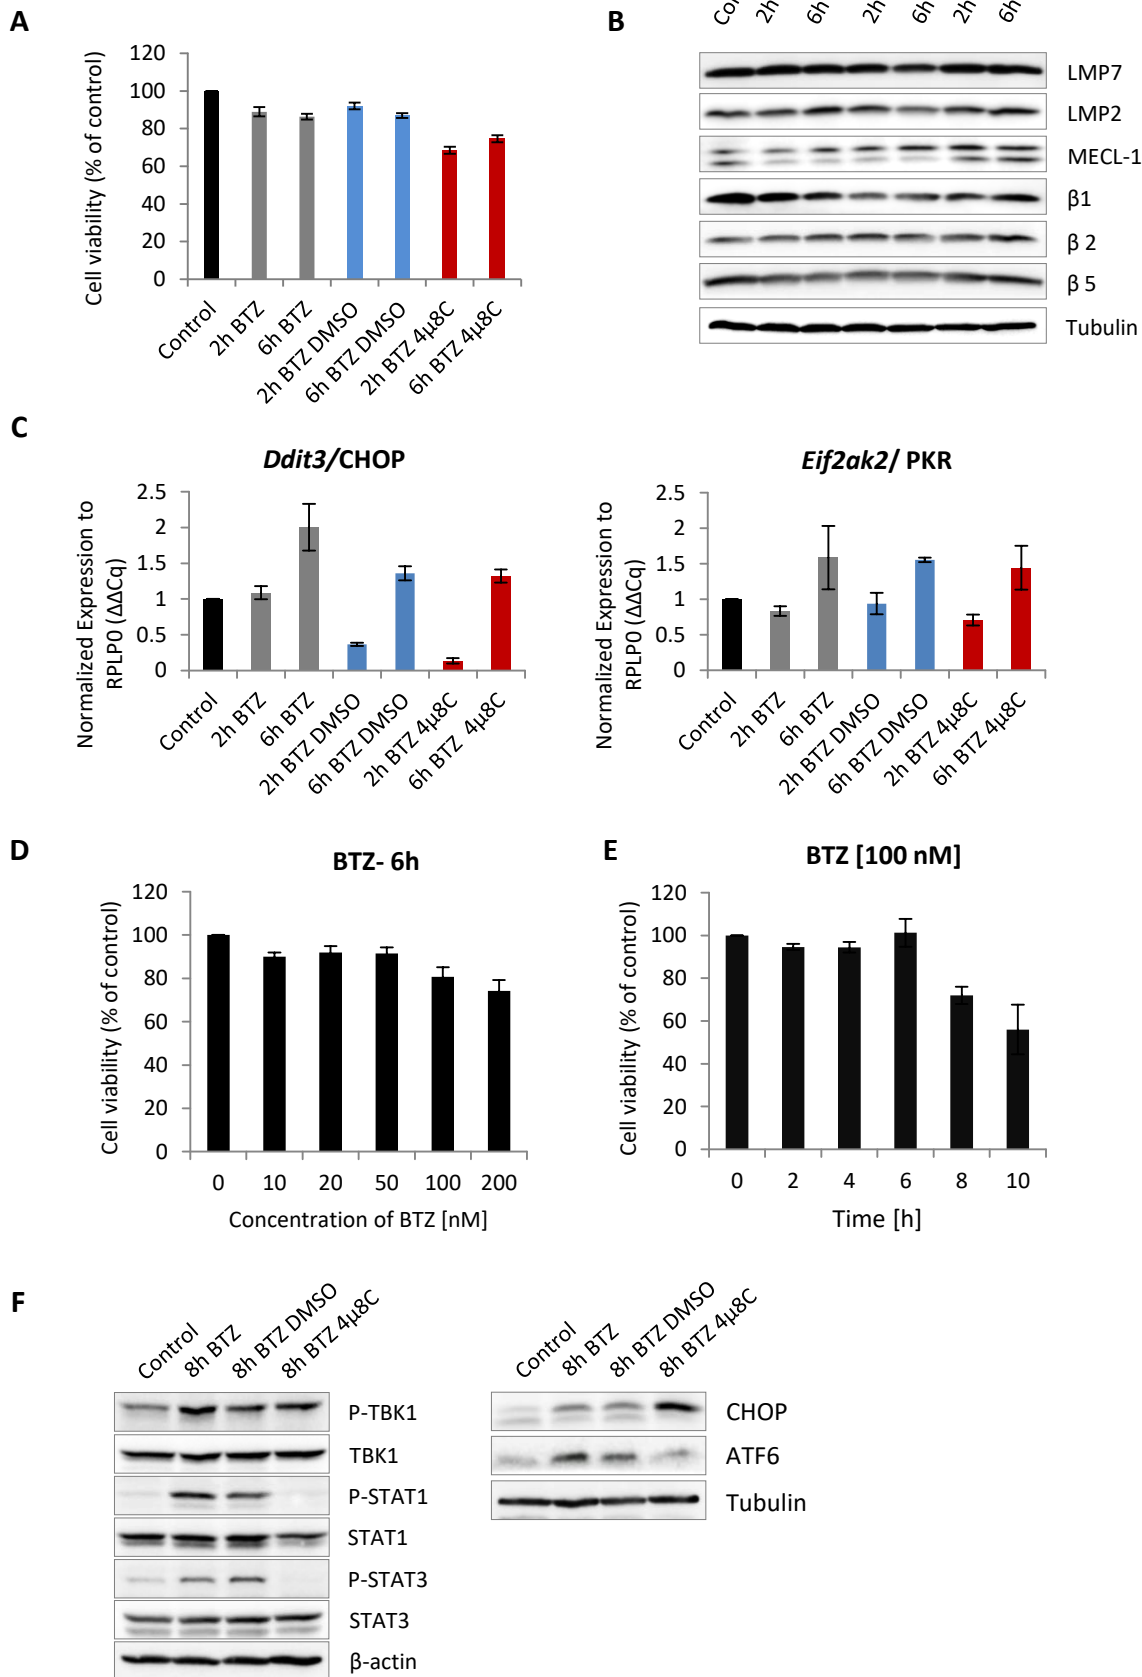 A
120
100
80
60
40
20
0
Cell viability (% of control)
Control
2h BTZ
6h BTZ
2h BTZ DMSO
6h BTZ DMSO
2h BTZ 4µ8C
6h BTZ 4µ8C
B
2h
6h
2h
6h
2h
6h
LMP7
LMP2
MECL-1
β1
β 2
β 5
Tubulin
C
Ddit3/CHOP
2.5
2
1.5
1
0.5
0
Normalized Expression to
RPLP0 (ΔΔCq)
Control
2h BTZ
6h BTZ
2h BTZ DMSO
6h BTZ DMSO
2h BTZ 4µ8C
6h BTZ 4µ8C
Eif2ak2/ PKR
2.5
2
1.5
1
0.5
0
Normalized Expression to
RPLP0 (ΔΔCq)
Control
2h BTZ
6h BTZ
2h BTZ DMSO
6h BTZ DMSO
2h BTZ 4µ8C
6h BTZ 4µ8C
D
BTZ- 6h
120
100
80
60
40
20
0
Cell viability (% of control)
0 10 20 50 100 200
Concentration of BTZ [nM]
E
BTZ [100 nM]
120
100
80
60
40
20
0
Cell viability (% of control)
0 2 4 6 8 10
Time [h]
F
Control
8h BTZ
8h BTZ DMSO
8h BTZ 4µ8C
P-TBK1
TBK1
P-STAT1
STAT1
P-STAT3
STAT3
β-actin
Control
8h BTZ
8h BTZ DMSO
8h BTZ 4µ8C
CHOP
ATF6
Tubulin